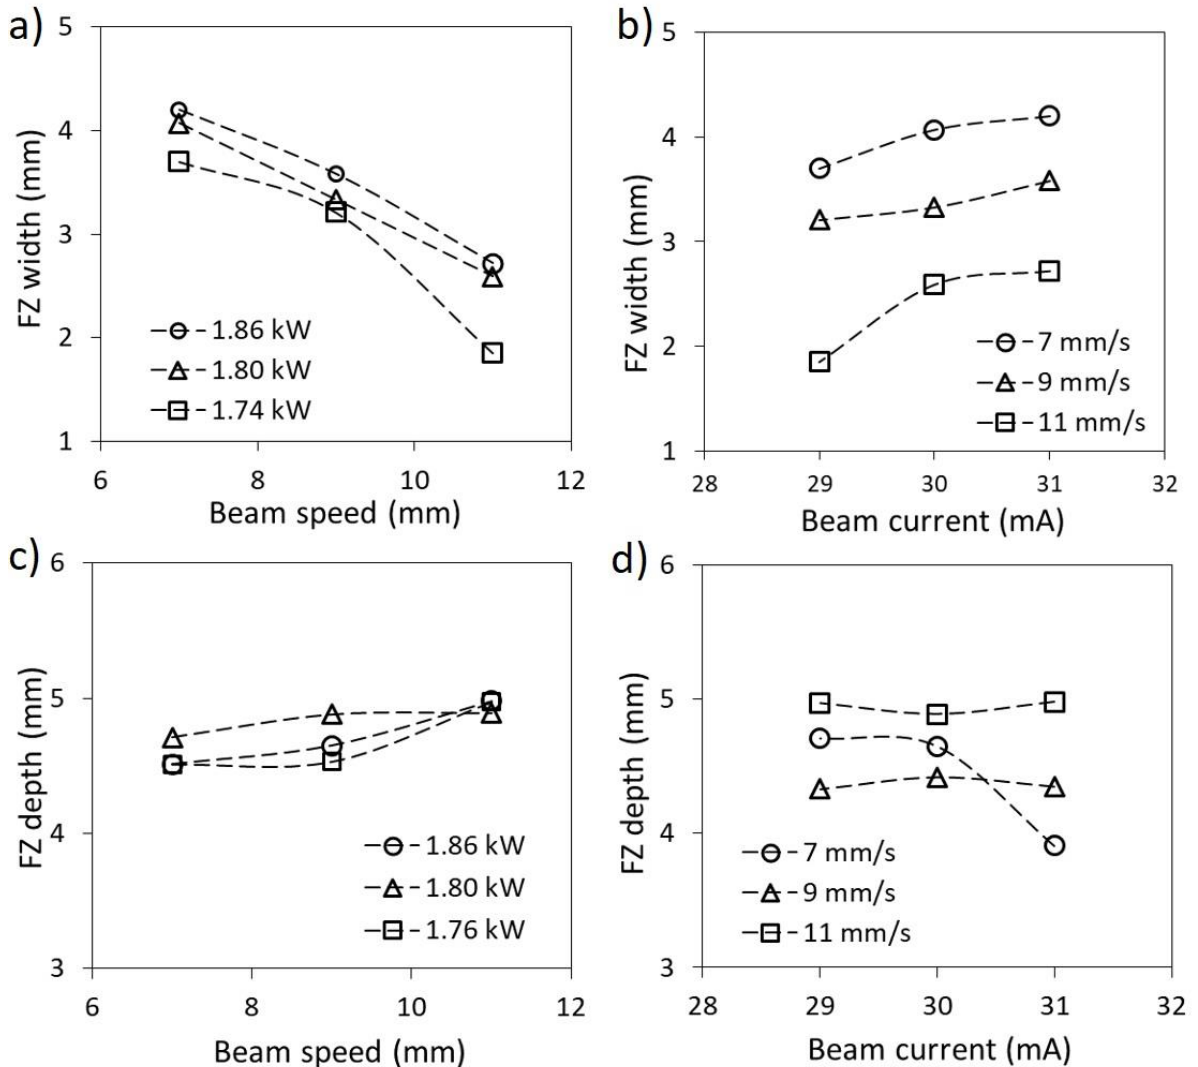 a)
5
4
3
2
1
FZ width (mm)
1.86 kW
1.80 kW
1.74 kW
6 8 10 12
Beam speed (mm)
b)
5
4
3
2
1
FZ width (mm)
7 mm/s
9 mm/s
11 mm/s
28 29 30 31 32
Beam current (mA)
c)
6
5
4
3
FZ depth (mm)
1.86 kW
1.80 kW
1.76 kW
6 8 10 12
Beam speed (mm)
d)
6
5
4
3
FZ depth (mm)
7 mm/s
9 mm/s
11 mm/s
28 29 30 31 32
Beam current (mA)